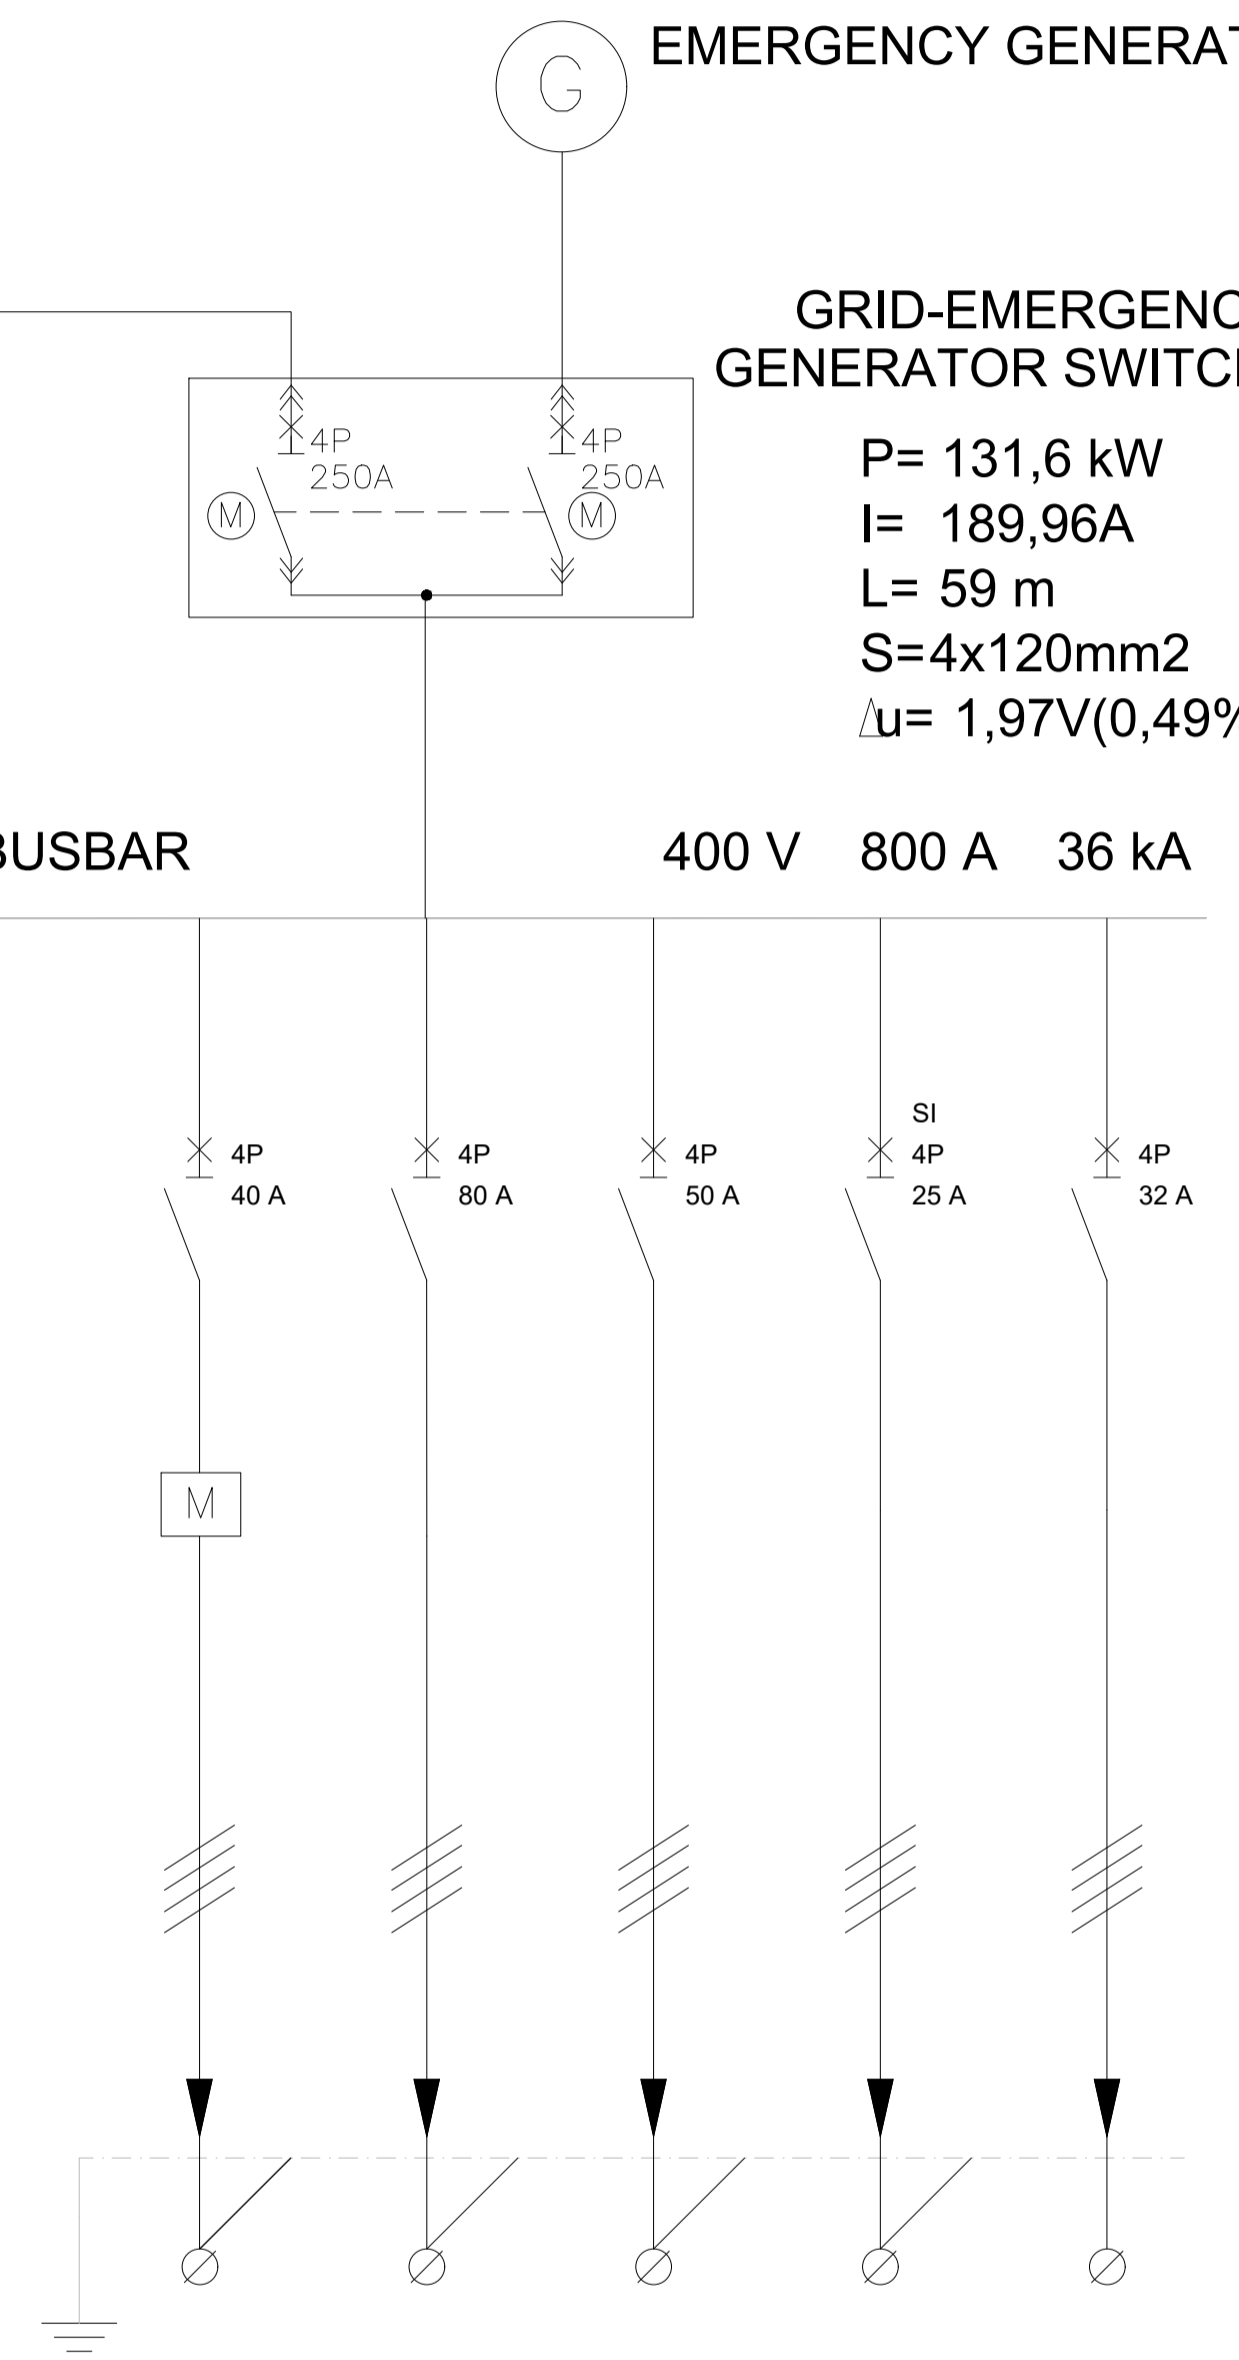 G
EMERGENCY GENERAT
GRID-EMERGENC
GENERATOR SWITC
4P
250A
M
4P
250A
M
P= 131,6 kW
I= 189,96A
L= 59 m
S=4x120mm2
Δu= 1,97V(0,49%
BUSBAR
400 V 800 A 36 kA
4P
40 A
4P
80 A
4P
50 A
SI
4P
25 A
4P
32 A
M